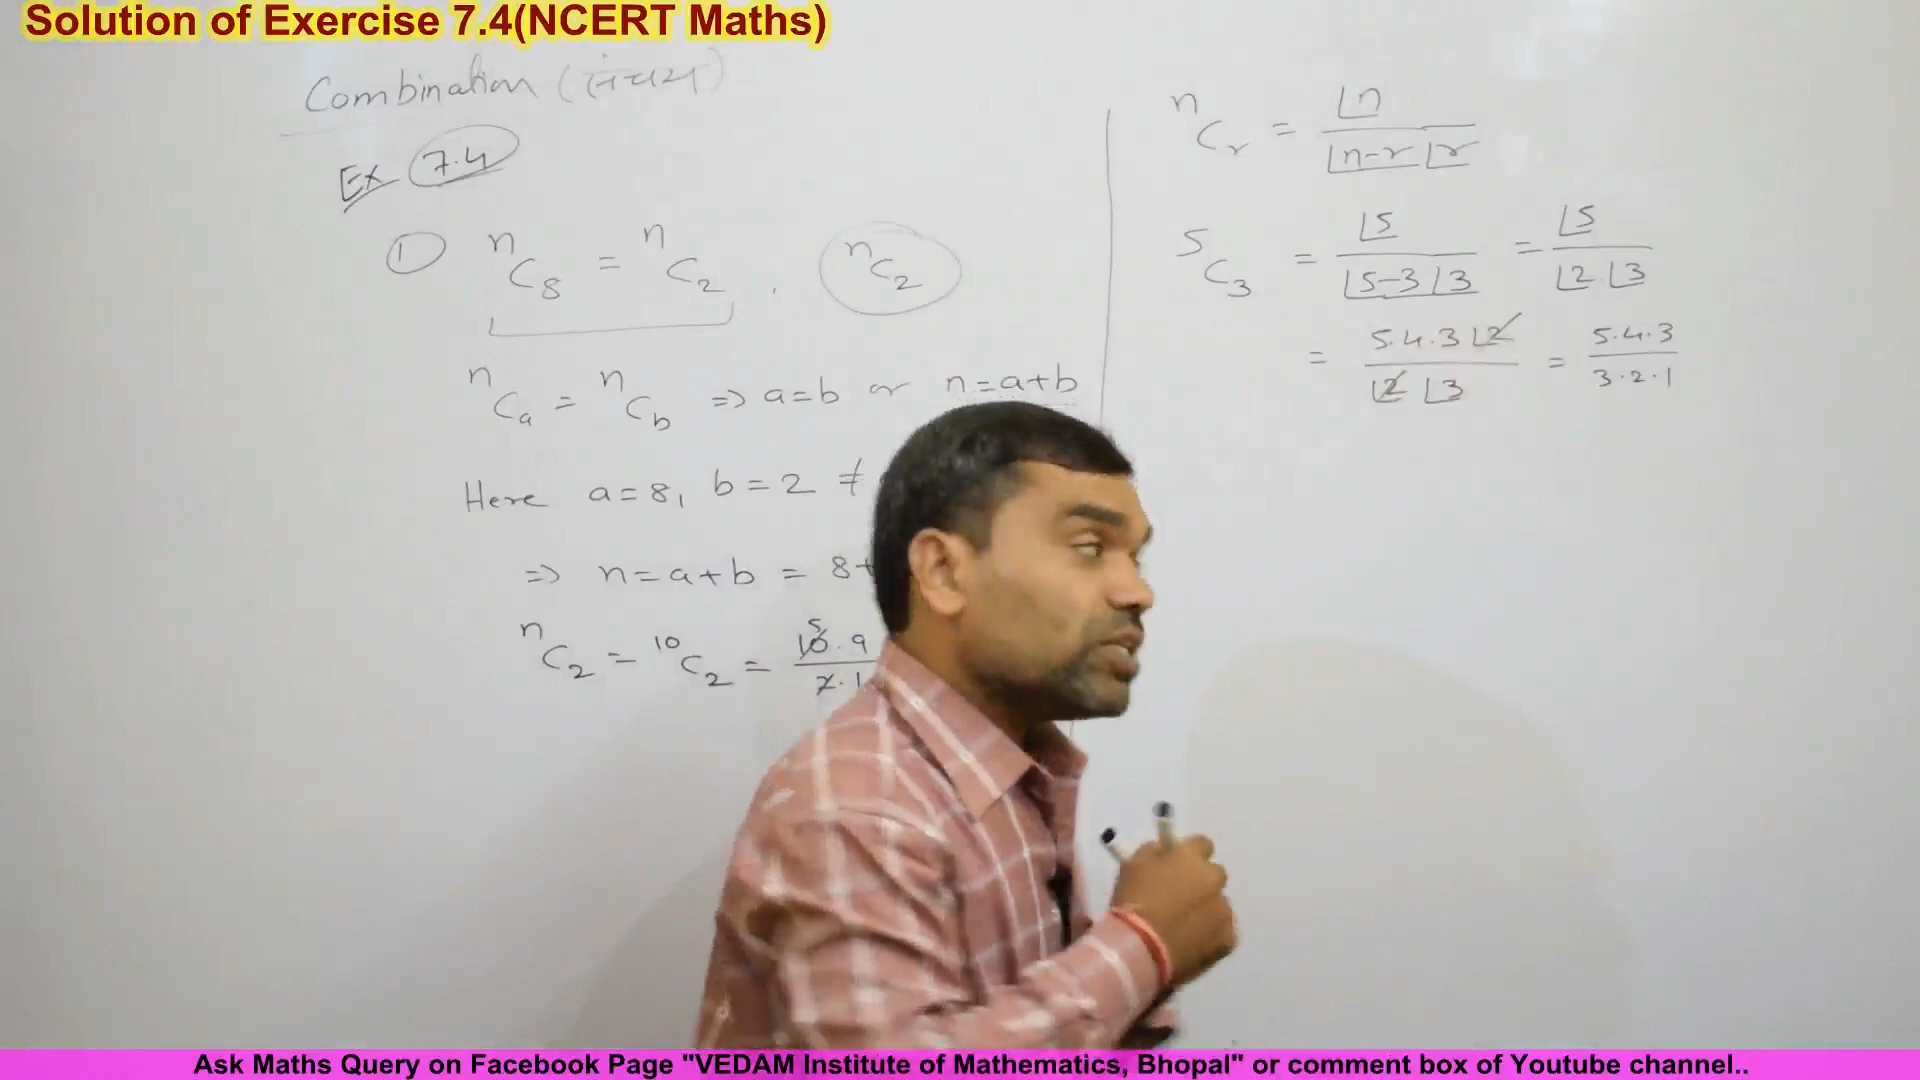 Solution of Exercise 7.4(NCERT Maths)
Combination (संचय)
Ex 7.4
① ⁿC₈ = ⁿC₂ . ⁿC₂
ⁿCₐ = ⁿC_b ⇒ a=b or n=a+b
Here a=8, b=2 ≠
⇒ n=a+b = 8+
ⁿC₂ = ¹⁰C₂ = 10.9 / 2.1
5
ⁿCᵣ = ⌊n / ⌊n-r ⌊r
⁵C₃ = ⌊5 / ⌊5-3 ⌊3 = ⌊5 / ⌊2 . ⌊3
= 5.4.3 ⌊2 / ⌊2 ⌊3 = 5.4.3 / 3.2.1
Ask Maths Query on Facebook Page "VEDAM Institute of Mathematics, Bhopal" or comment box of Youtube channel..